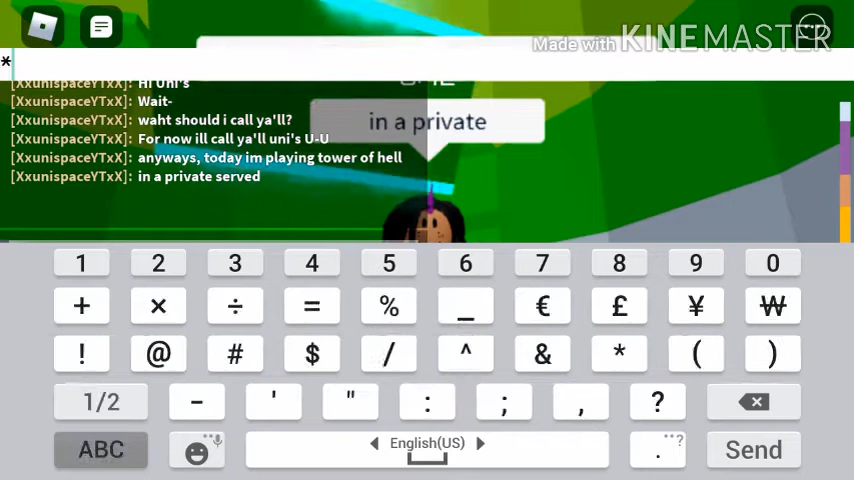 Made with KINEMASTER
*
[XxunispaceYTxX]: Hi Uni's
[XxunispaceYTxX]: Wait-
[XxunispaceYTxX]: waht should i call ya'll?
[XxunispaceYTxX]: For now ill call ya'll uni's U-U
[XxunispaceYTxX]: anyways, today im playing tower of hell
[XxunispaceYTxX]: in a private served
in a private
1 2 3 4 5 6 7 8 9 0
+ × ÷ = % _ € £ ¥ ₩
! @ # $ / ^ & * ( )
1/2 - ' " : ; , ?
ABC English(US) . ? Send